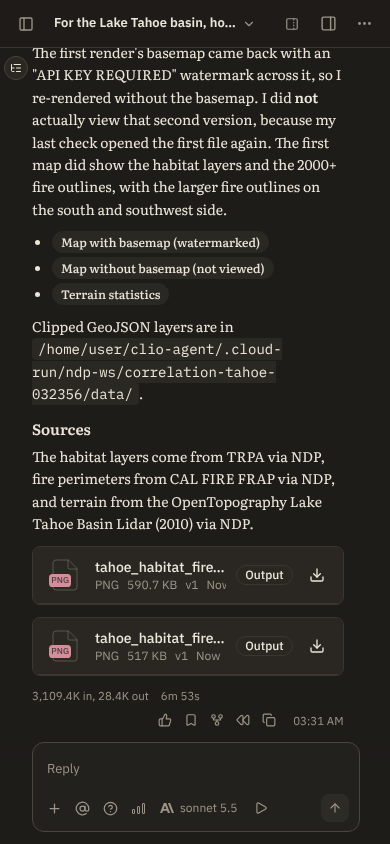 For the Lake Tahoe basin, ho...
The first render's basemap came back with an
"API KEY REQUIRED" watermark across it, so I
re-rendered without the basemap. I did not
actually view that second version, because my
last check opened the first file again. The first
map did show the habitat layers and the 2000+
fire outlines, with the larger fire outlines on
the south and southwest side.
Map with basemap (watermarked)
Map without basemap (not viewed)
Terrain statistics
Clipped GeoJSON layers are in
/home/user/clio-agent/.cloud-
run/ndp-ws/correlation-tahoe-
032356/data/ .
Sources
The habitat layers come from TRPA via NDP,
fire perimeters from CAL FIRE FRAP via NDP,
and terrain from the OpenTopography Lake
Tahoe Basin Lidar (2010) via NDP.
PNG
tahoe_habitat_fire...
PNG 590.7 KB v1 Now
Output
PNG
tahoe_habitat_fire...
PNG 517 KB v1 Now
Output
3,109.4K in, 28.4K out 6m 53s
03:31 AM
Reply
sonnet 5.5